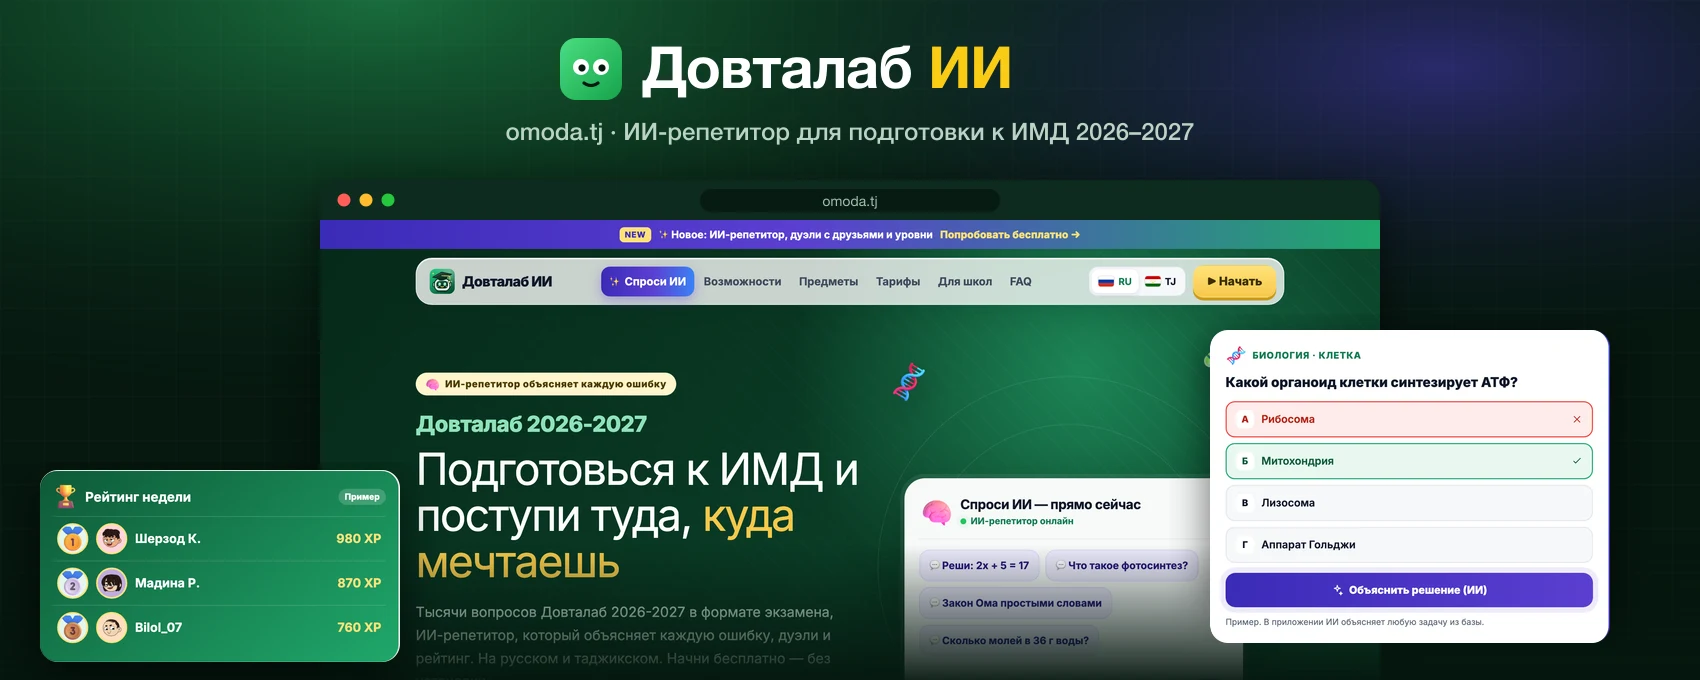 Довталаб ИИ
omoda.tj · ИИ-репетитор для подготовки к ИМД 2026–2027
omoda.tj
NEW ✨ Новое: ИИ-репетитор, дуэли с друзьями и уровни Попробовать бесплатно →
Довталаб ИИ
✨ Спроси ИИ
Возможности
Предметы
Тарифы
Для школ
FAQ
RU
TJ
▶ Начать
ИИ-репетитор объясняет каждую ошибку
Довталаб 2026-2027
Подготовься к ИМД и
поступи туда, куда
мечтаешь
Тысячи вопросов Довталаб 2026-2027 в формате экзамена,
ИИ-репетитор, который объясняет каждую ошибку, дуэли и
рейтинг. На русском и таджикском. Начни бесплатно — без
Рейтинг недели
Пример
1 Шерзод К. 980 XP
2 Мадина Р. 870 XP
3 Bilol_07 760 XP
Спроси ИИ — прямо сейчас
ИИ-репетитор онлайн
Реши: 2x + 5 = 17
Что такое фотосинтез?
Закон Ома простыми словами
Сколько молей в 36 г воды?
БИОЛОГИЯ · КЛЕТКА
Какой органоид клетки синтезирует АТФ?
А Рибосома ×
Б Митохондрия ✓
В Лизосома
Г Аппарат Гольджи
Объяснить решение (ИИ)
Пример. В приложении ИИ объясняет любую задачу из базы.